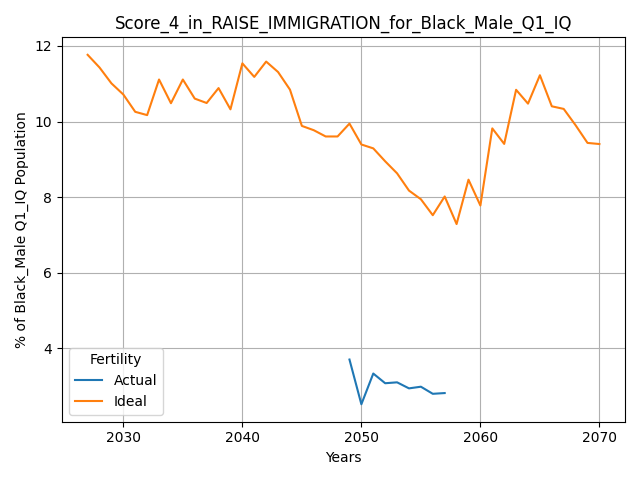 Score_4_in_RAISE_IMMIGRATION_for_Black_Male_Q1_IQ
% of Black_Male Q1_IQ Population
12
10
8
6
4
Fertility
Actual
Ideal
2030
2040
2050
2060
2070
Years